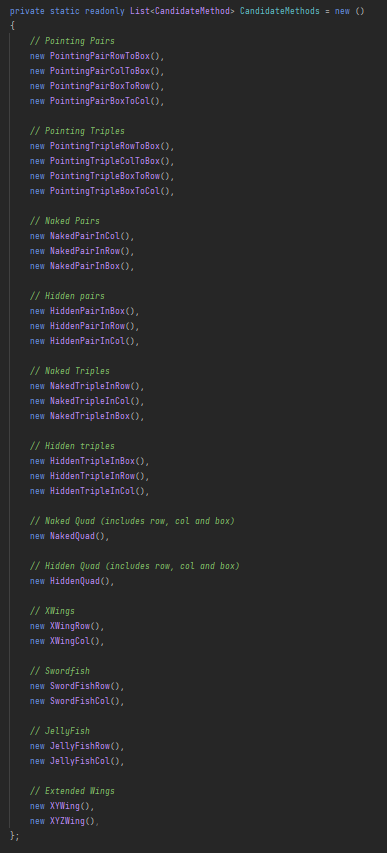 private static readonly List<CandidateMethod> CandidateMethods = new ()
{
// Pointing Pairs
new PointingPairRowToBox(),
new PointingPairColToBox(),
new PointingPairBoxToRow(),
new PointingPairBoxToCol(),
// Pointing Triples
new PointingTripleRowToBox(),
new PointingTripleColToBox(),
new PointingTripleBoxToRow(),
new PointingTripleBoxToCol(),
// Naked Pairs
new NakedPairInCol(),
new NakedPairInRow(),
new NakedPairInBox(),
// Hidden pairs
new HiddenPairInBox(),
new HiddenPairInRow(),
new HiddenPairInCol(),
// Naked Triples
new NakedTripleInRow(),
new NakedTripleInCol(),
new NakedTripleInBox(),
// Hidden triples
new HiddenTripleInBox(),
new HiddenTripleInRow(),
new HiddenTripleInCol(),
// Naked Quad (includes row, col and box)
new NakedQuad(),
// Hidden Quad (includes row, col and box)
new HiddenQuad(),
// XWings
new XWingRow(),
new XWingCol(),
// Swordfish
new SwordFishRow(),
new SwordFishCol(),
// JellyFish
new JellyFishRow(),
new JellyFishCol(),
// Extended Wings
new XYWing(),
new XYZWing(),
};